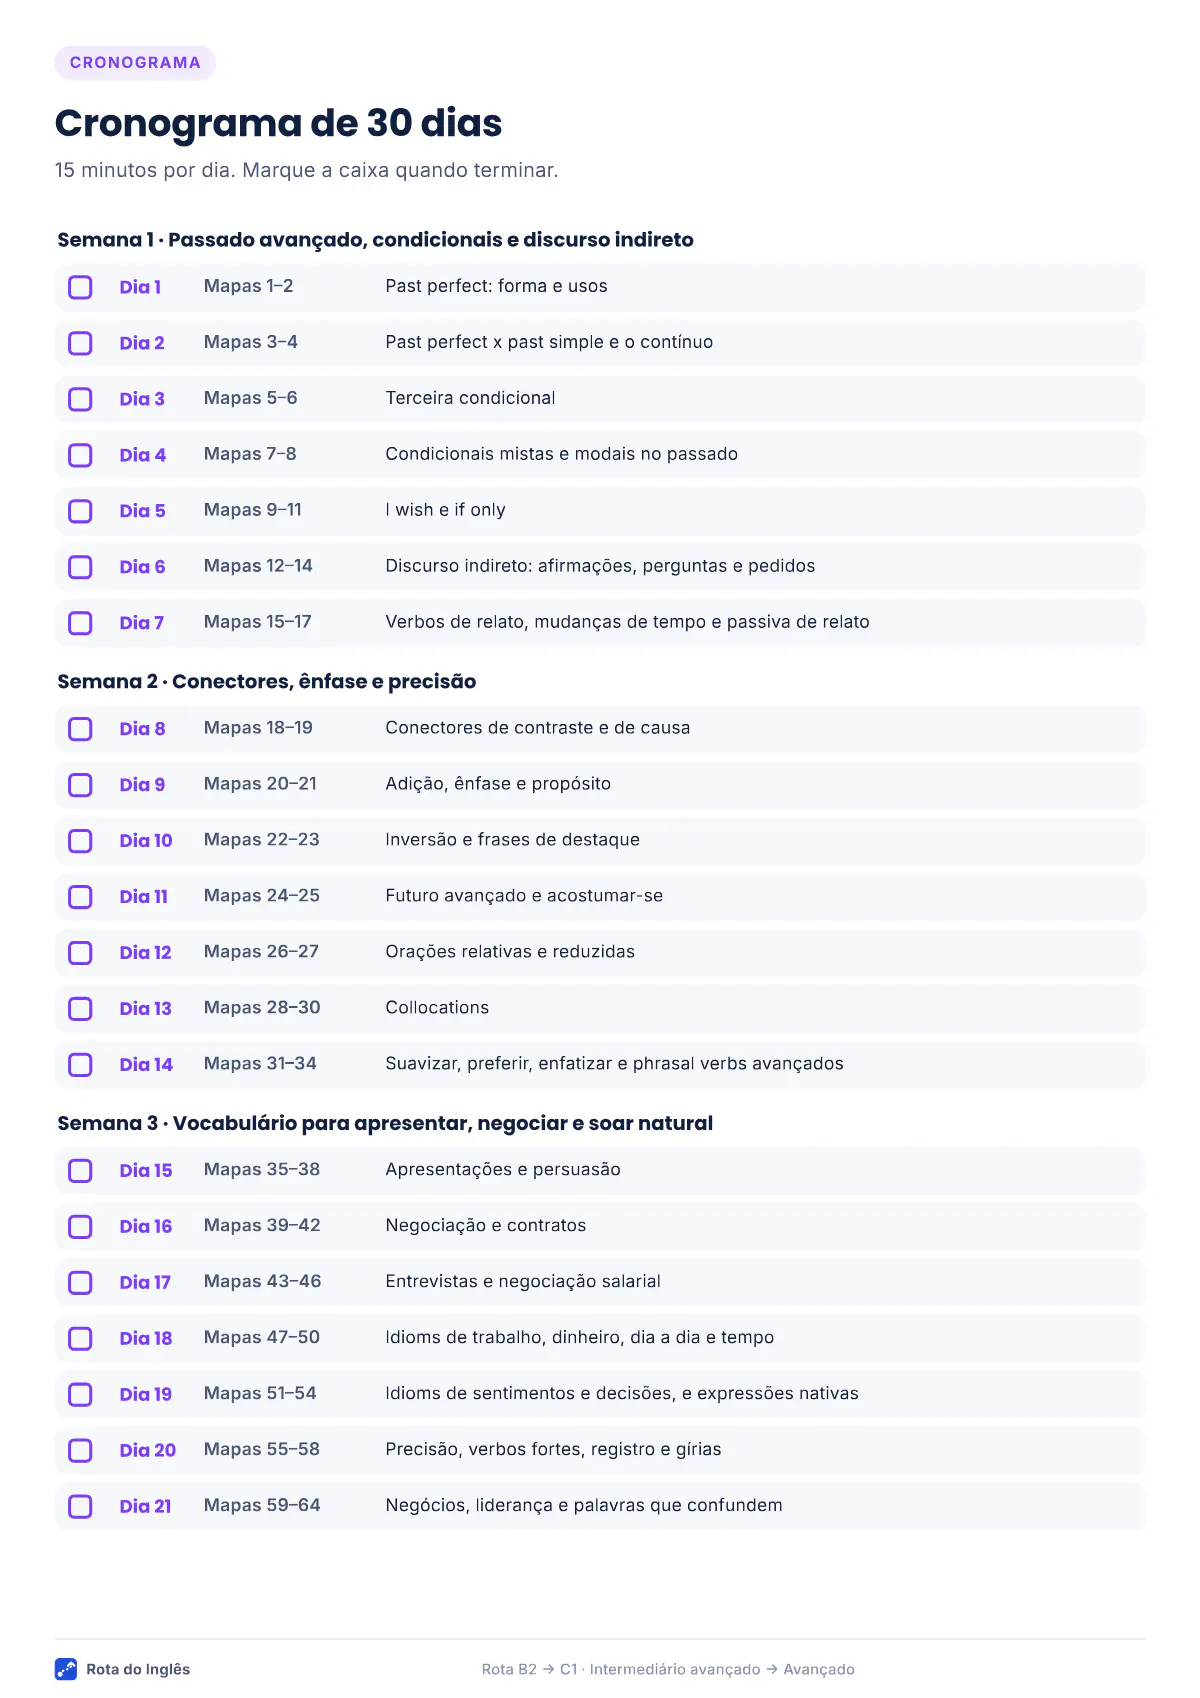 CRONOGRAMA
Cronograma de 30 dias
15 minutos por dia. Marque a caixa quando terminar.
Semana 1 · Passado avançado, condicionais e discurso indireto
Dia 1 Mapas 1–2 Past perfect: forma e usos
Dia 2 Mapas 3–4 Past perfect x past simple e o contínuo
Dia 3 Mapas 5–6 Terceira condicional
Dia 4 Mapas 7–8 Condicionais mistas e modais no passado
Dia 5 Mapas 9–11 I wish e if only
Dia 6 Mapas 12–14 Discurso indireto: afirmações, perguntas e pedidos
Dia 7 Mapas 15–17 Verbos de relato, mudanças de tempo e passiva de relato
Semana 2 · Conectores, ênfase e precisão
Dia 8 Mapas 18–19 Conectores de contraste e de causa
Dia 9 Mapas 20–21 Adição, ênfase e propósito
Dia 10 Mapas 22–23 Inversão e frases de destaque
Dia 11 Mapas 24–25 Futuro avançado e acostumar-se
Dia 12 Mapas 26–27 Orações relativas e reduzidas
Dia 13 Mapas 28–30 Collocations
Dia 14 Mapas 31–34 Suavizar, preferir, enfatizar e phrasal verbs avançados
Semana 3 · Vocabulário para apresentar, negociar e soar natural
Dia 15 Mapas 35–38 Apresentações e persuasão
Dia 16 Mapas 39–42 Negociação e contratos
Dia 17 Mapas 43–46 Entrevistas e negociação salarial
Dia 18 Mapas 47–50 Idioms de trabalho, dinheiro, dia a dia e tempo
Dia 19 Mapas 51–54 Idioms de sentimentos e decisões, e expressões nativas
Dia 20 Mapas 55–58 Precisão, verbos fortes, registro e gírias
Dia 21 Mapas 59–64 Negócios, liderança e palavras que confundem
Rota do Inglês Rota B2 → C1 · Intermediário avançado → Avançado